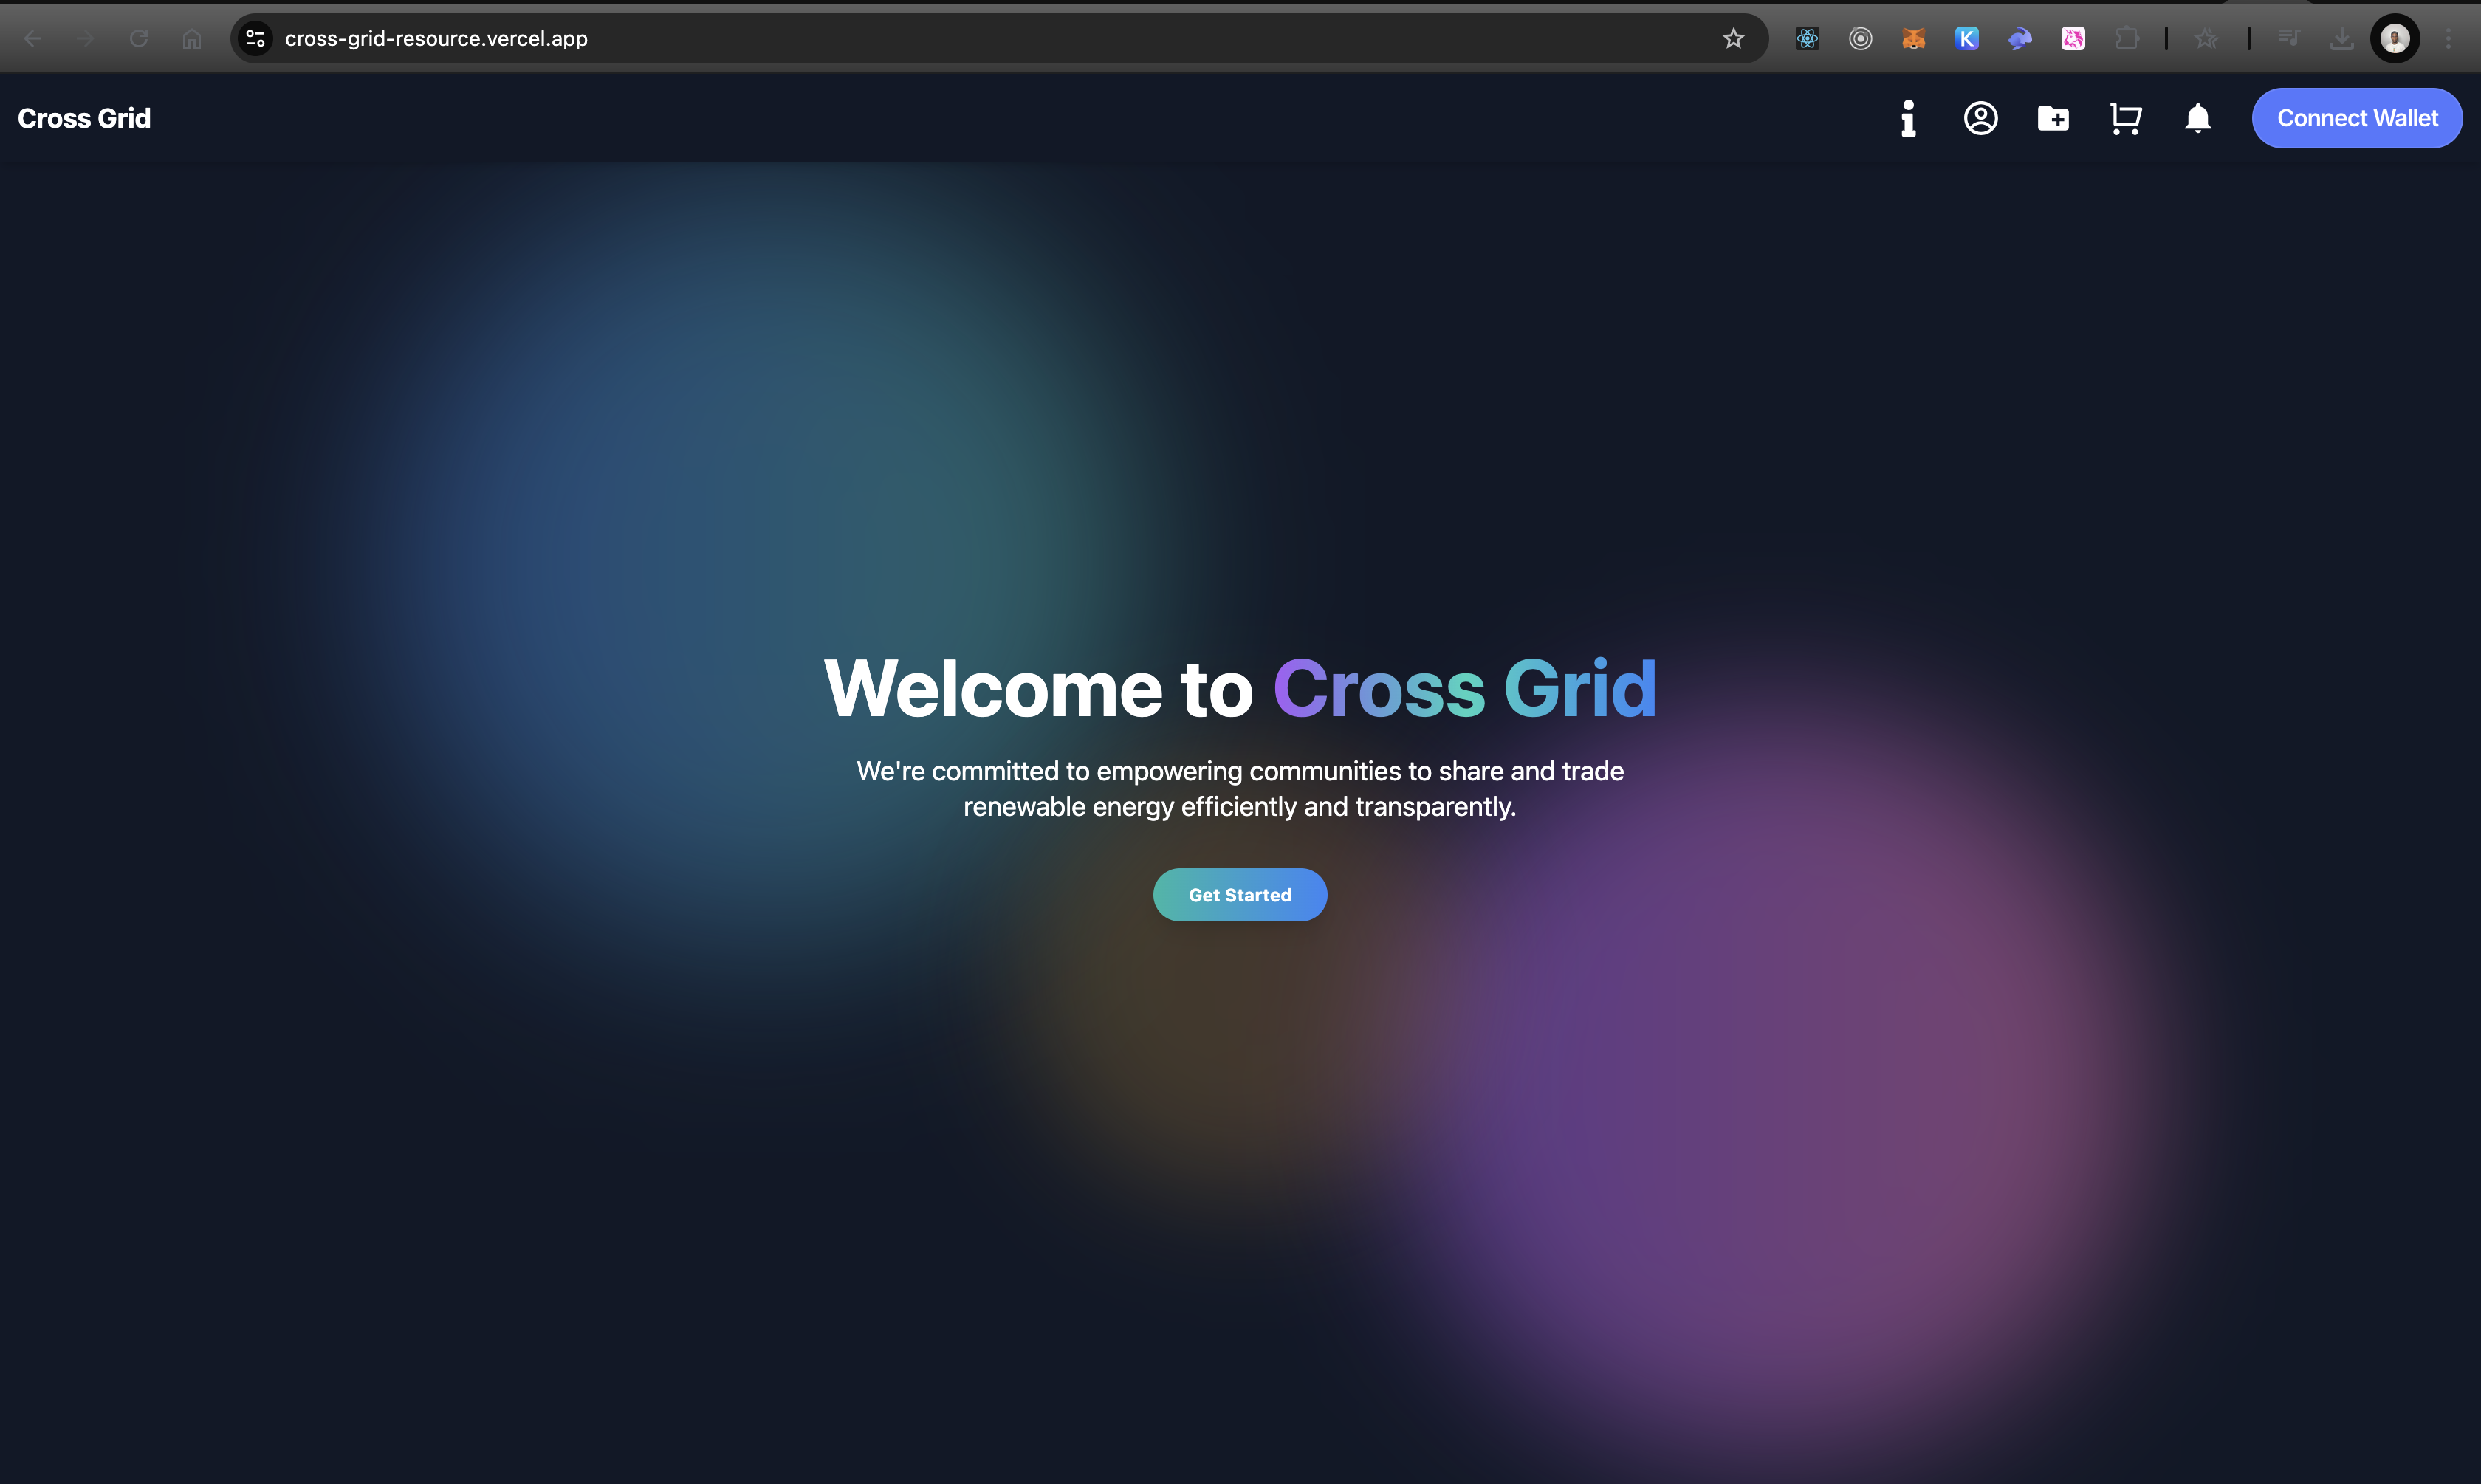 cross-grid-resource.vercel.app
K
Cross Grid
Connect Wallet
Welcome to Cross Grid
We're committed to empowering communities to share and trade
renewable energy efficiently and transparently.
Get Started